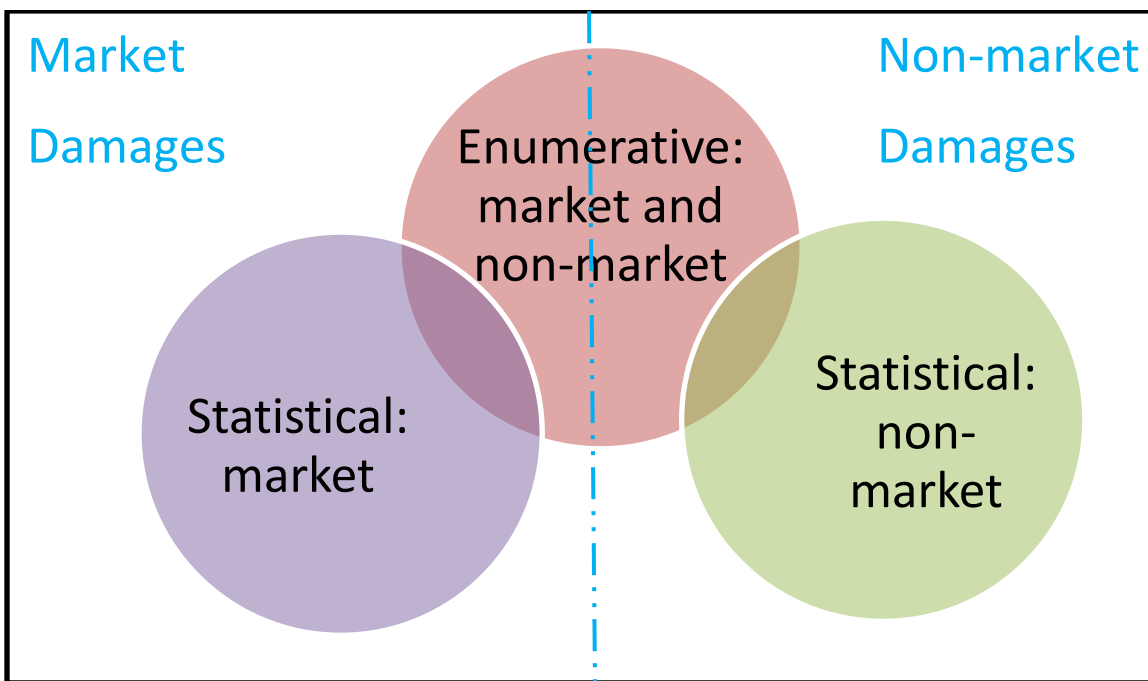 Market
Damages
Non-market
Damages
Enumerative:
market and
non-market
Statistical:
market
Statistical:
non-
market